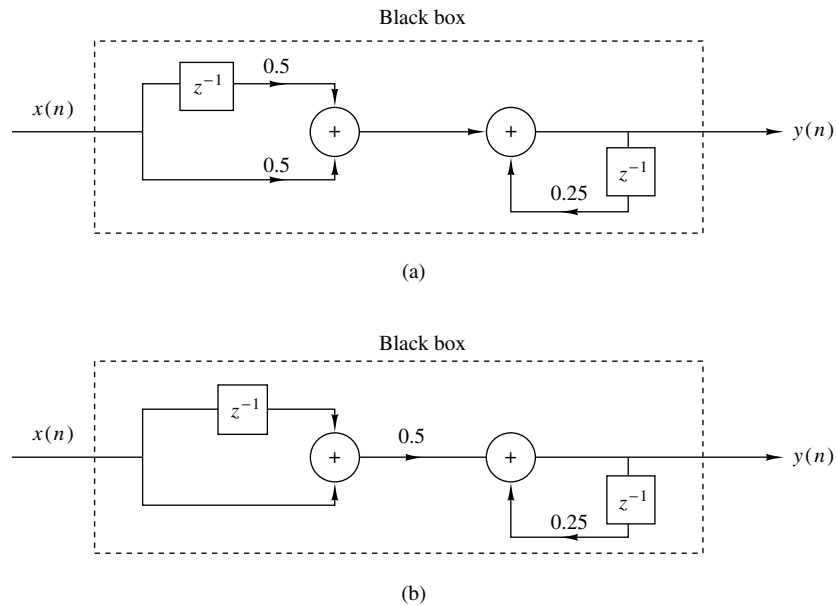 Black box
0.5
z⁻¹
x(n)
+
+
y(n)
0.5
z⁻¹
0.25
(a)
Black box
z⁻¹
x(n)
0.5
+
+
y(n)
z⁻¹
0.25
(b)